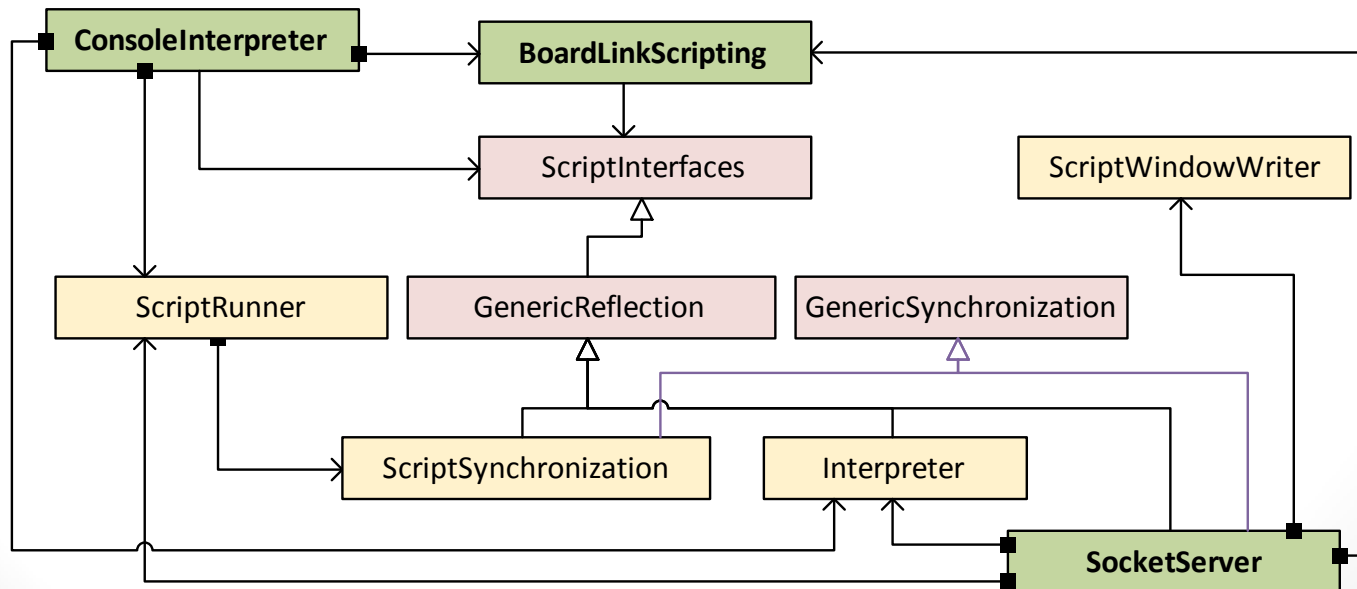 ConsoleInterpreter
BoardLinkScripting
ScriptInterfaces
ScriptWindowWriter
ScriptRunner
GenericReflection
GenericSynchronization
ScriptSynchronization
Interpreter
SocketServer